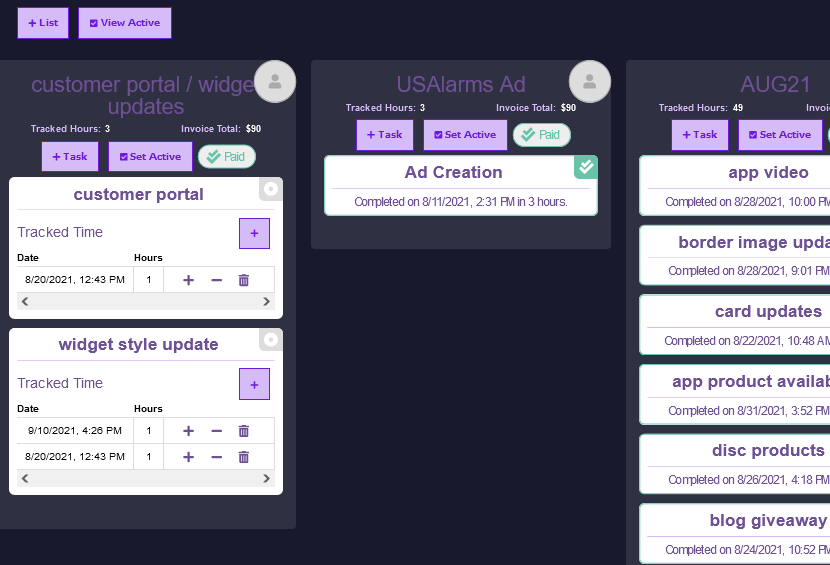 List
View Active
customer portal / widge
updates
Tracked Hours: 3
Invoice Total: $90
Task
Set Active
Paid
customer portal
Tracked Time
+
Date Hours
8/20/2021, 12:43 PM 1
widget style update
Tracked Time
+
Date Hours
9/10/2021, 4:26 PM 1
8/20/2021, 12:43 PM 1
USAlarms Ad
Tracked Hours: 3
Invoice Total: $90
Task
Set Active
Paid
Ad Creation
Completed on 8/11/2021, 2:31 PM in 3 hours.
AUG21
Tracked Hours: 49
Invoi
Task
Set Active
app video
Completed on 8/28/2021, 10:00 PM
border image upda
Completed on 8/28/2021, 9:01 PM
card updates
Completed on 8/22/2021, 10:48 AM
app product availab
Completed on 8/31/2021, 3:52 PM
disc products
Completed on 8/26/2021, 4:18 PM
blog giveaway
Completed on 8/24/2021, 10:52 PM